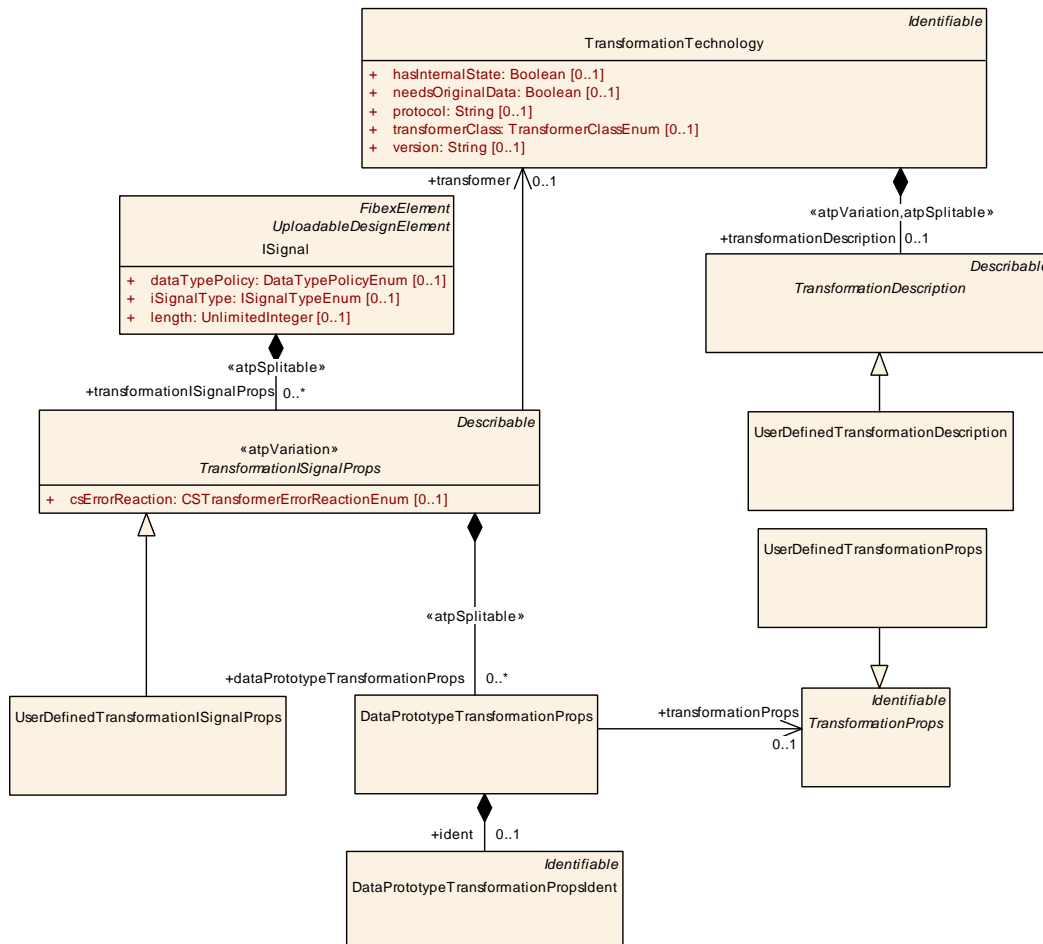 Identifiable
TransformationTechnology
+ hasInternalState: Boolean [0..1]
+ needsOriginalData: Boolean [0..1]
+ protocol: String [0..1]
+ transformerClass: TransformerClassEnum [0..1]
+ version: String [0..1]
+transformer 0..1
«atpVariation,atpSplitable»
+transformationDescription 0..1
FibexElement
UploadableDesignElement
ISignal
+ dataTypePolicy: DataTypePolicyEnum [0..1]
+ iSignalType: ISignalTypeEnum [0..1]
+ length: UnlimitedInteger [0..1]
«atpSplitable»
+transformationISignalProps 0..*
Describable
TransformationDescription
Describable
«atpVariation»
TransformationISignalProps
+ csErrorReaction: CSTransformerErrorReactionEnum [0..1]
UserDefinedTransformationDescription
UserDefinedTransformationProps
«atpSplitable»
+dataPrototypeTransformationProps 0..*
UserDefinedTransformationISignalProps
DataPrototypeTransformationProps
+transformationProps
0..1
Identifiable
TransformationProps
+ident 0..1
Identifiable
DataPrototypeTransformationPropsIdent